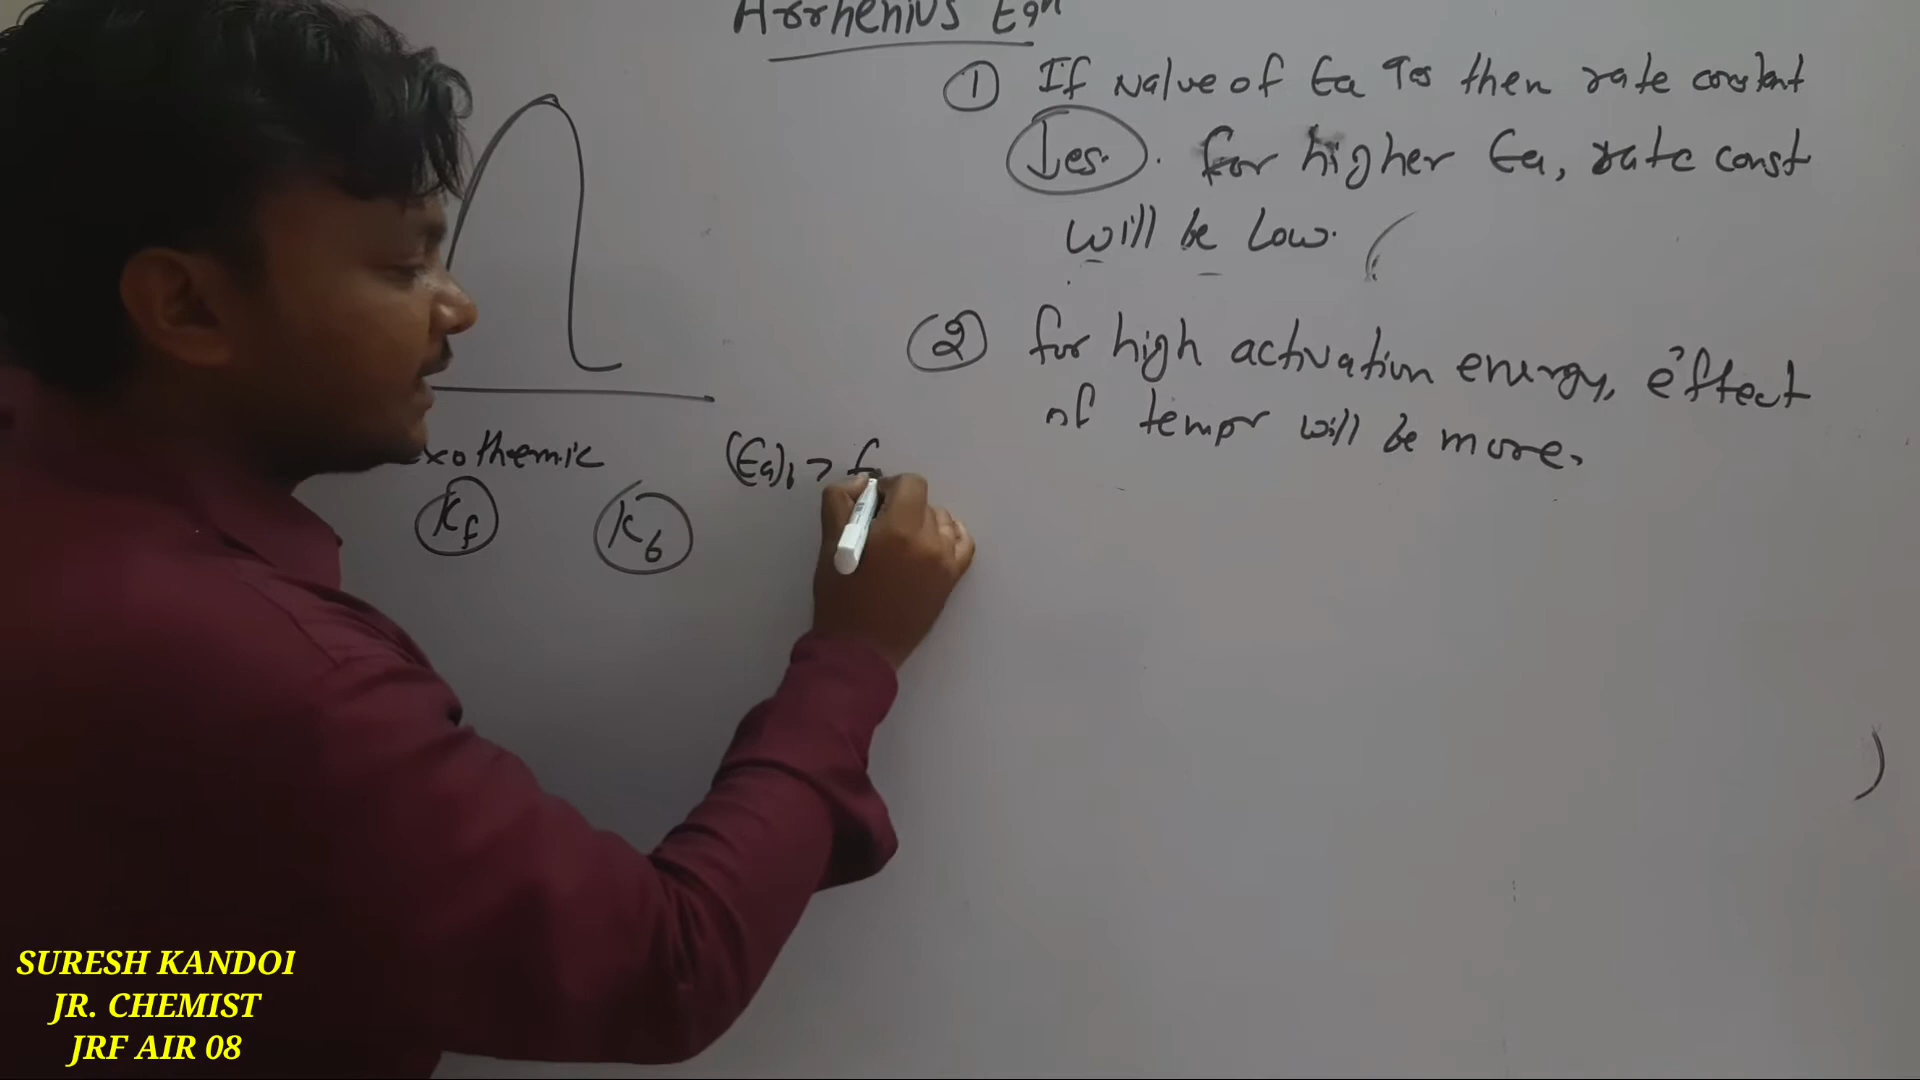 Arrhenius Eqn
① If value of Ea ↑es then rate constant
↓es. for higher Ea, rate const
will be Low.
② for high activation energy, effect
of tempr will be more.
exothemic
(Ea)b > E
Kf
Kb
SURESH KANDOI
JR. CHEMIST
JRF AIR 08